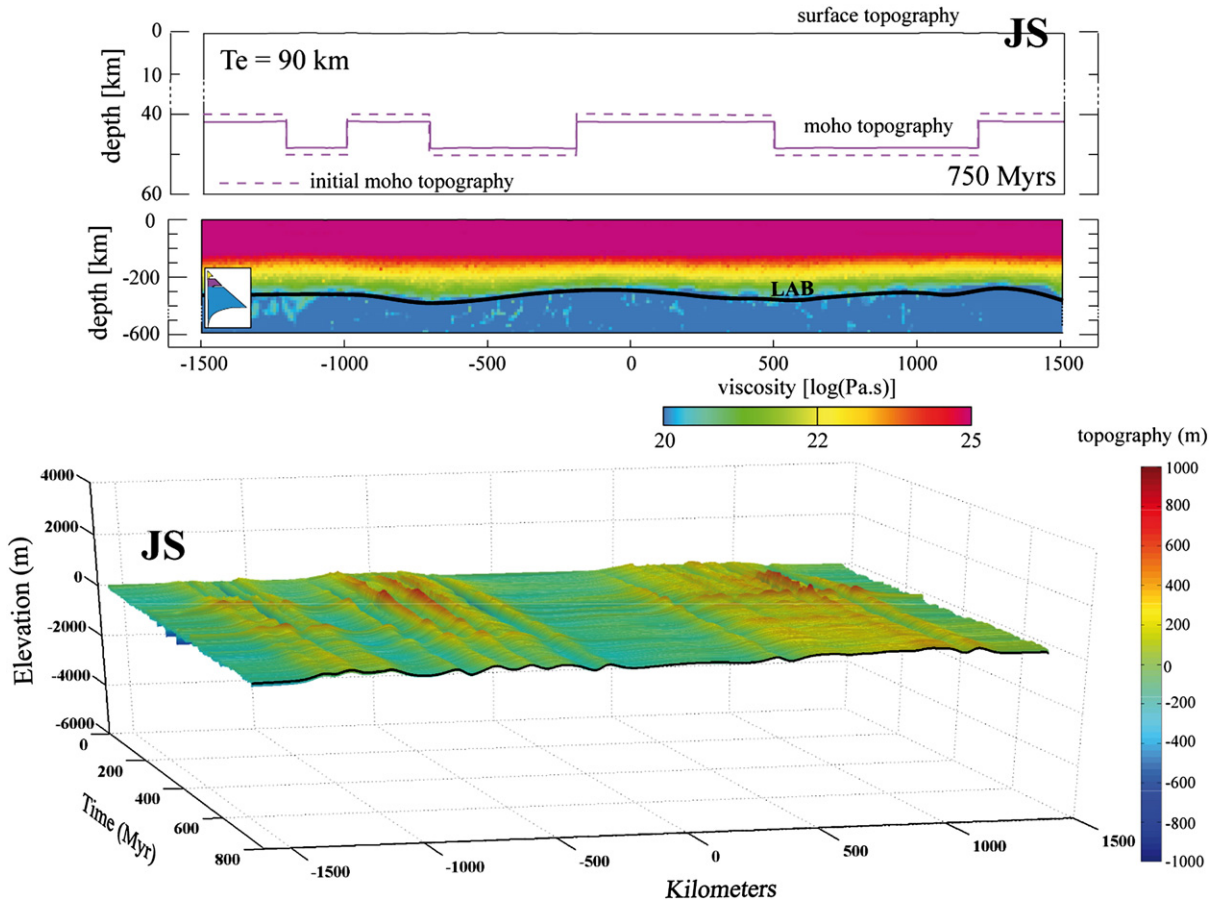 surface topography
JS
0
10
40
60
depth [km]
Te = 90 km
moho topography
initial moho topography
750 Myrs
0
-200
-600
depth [km]
LAB
-1500 -1000 -500 0 500 1000 1500
viscosity [log(Pa.s)]
20 22 25
topography (m)
1000
800
600
400
200
0
-200
-400
-600
-800
-1000
JS
4000
2000
0
-2000
-4000
-6000
Elevation (m)
0
200
400
600
800
Time (Myr)
-1500 -1000 -500 0 500 1000 1500
Kilometers